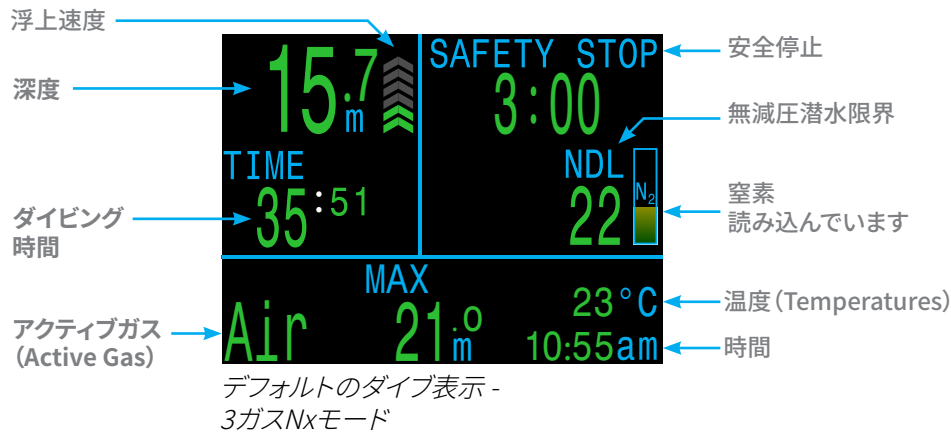 浮上速度
深度
ダイビング
時間
アクティブガス
（Active Gas）
15.7m
TIME
35:51
SAFETY STOP
3:00
NDL
22
N2
MAX
Air
21.0m
23°C
10:55am
安全停止
無減圧潜水限界
窒素
読み込んでいます
温度（Temperatures）
時間
デフォルトのダイブ表示 -
3ガスNxモード